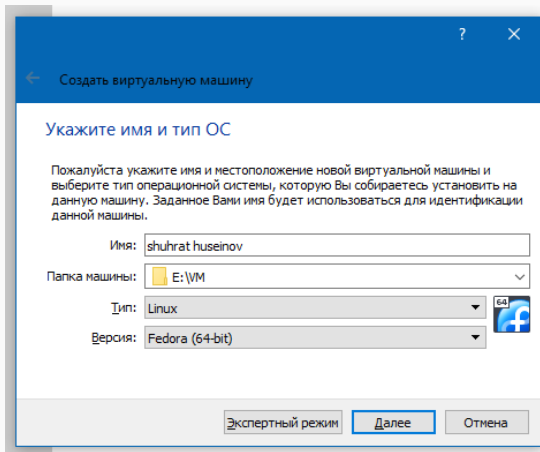 ?
Создать виртуальную машину
Укажите имя и тип ОС
Пожалуйста укажите имя и местоположение новой виртуальной машины и
выберите тип операционной системы, которую Вы собираетесь установить на
данную машину. Заданное Вами имя будет использоваться для идентификации
данной машины.
Имя: shuhrat huseinov
Папка машины: E:\VM
Тип: Linux
64
Версия: Fedora (64-bit)
Экспертный режим Далее Отмена